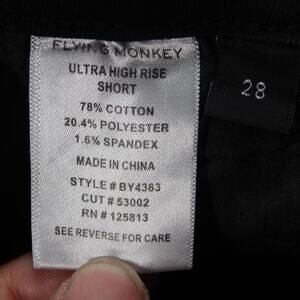 FLYING MONKEY
ULTRA HIGH RISE
SHORT
78% COTTON
20.4% POLYESTER
1.6% SPANDEX
MADE IN CHINA
STYLE # BY4383
CUT # 53002
RN # 125813
SEE REVERSE FOR CARE
28